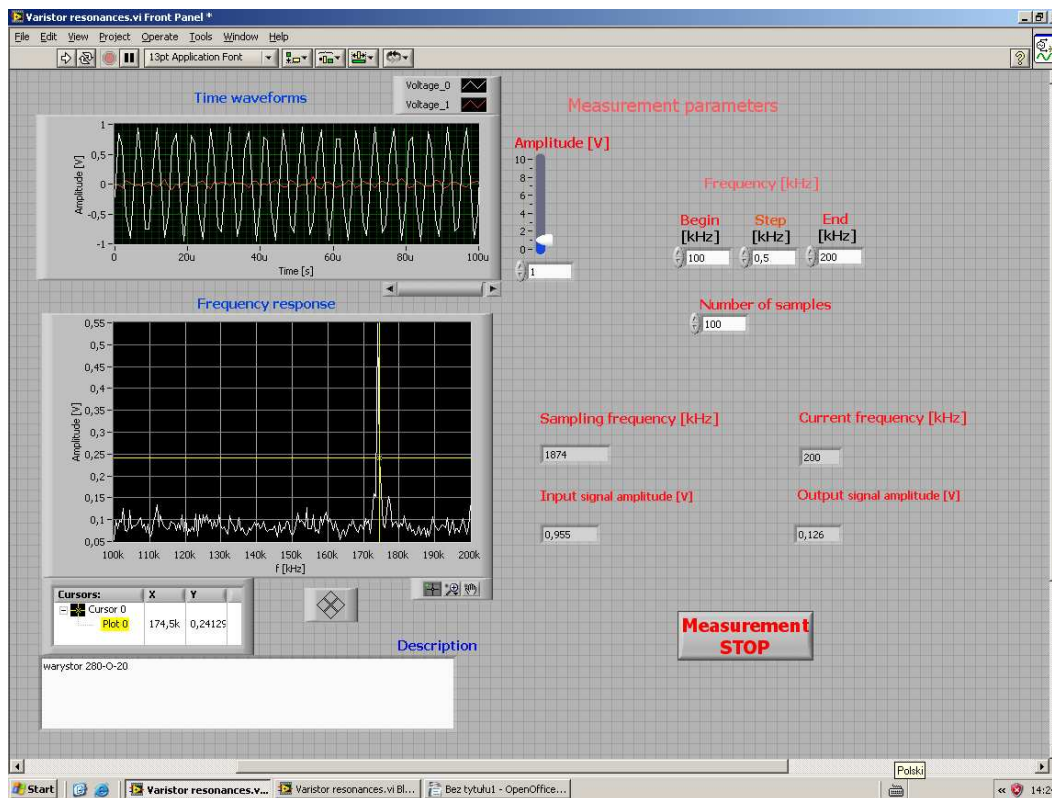 Varistor resonances.vi Front Panel *
File Edit View Project Operate Tools Window Help
13pt Application Font
Time waveforms
Voltage_0
Voltage_1
Amplitude [V]
1
0,5
0
-0,5
-1
0 20u 40u 60u 80u 100u
Time [s]
Measurement parameters
Amplitude [V]
10
8
6
4
2
0
1
Frequency [kHz]
Begin Step End
[kHz] [kHz] [kHz]
100 0,5 200
Number of samples
100
Frequency response
Amplitude [V]
0,55
0,5
0,45
0,4
0,35
0,3
0,25
0,2
0,15
0,1
0,05
100k 110k 120k 130k 140k 150k 160k 170k 180k 190k 200k
f [kHz]
Sampling frequency [kHz] Current frequency [kHz]
1874 200
Input signal amplitude [V] Output signal amplitude [V]
0,955 0,126
Cursors: X Y
Cursor 0
Plot 0 174,5k 0,24129
Measurement
STOP
Description
warystor 280-O-20
Polski
Start Varistor resonances.v... Varistor resonances.vi Bl... Bez tytułu1 - OpenOffice... «